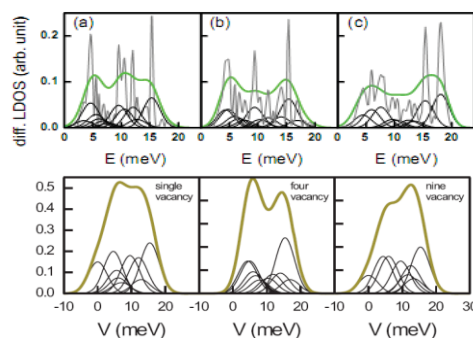 diff. LDOS (arb. unit)
(a) (b) (c)
0.2
0.1
0.0
0 5 10 15 20 0 5 10 15 20 0 5 10 15 20
E (meV) E (meV) E (meV)
0.5
0.4
0.3
0.2
0.1
0.0
single vacancy
four vacancy
nine vacancy
-10 0 10 20 -10 0 10 20 -10 0 10 20 30
V (meV) V (meV) V (meV)